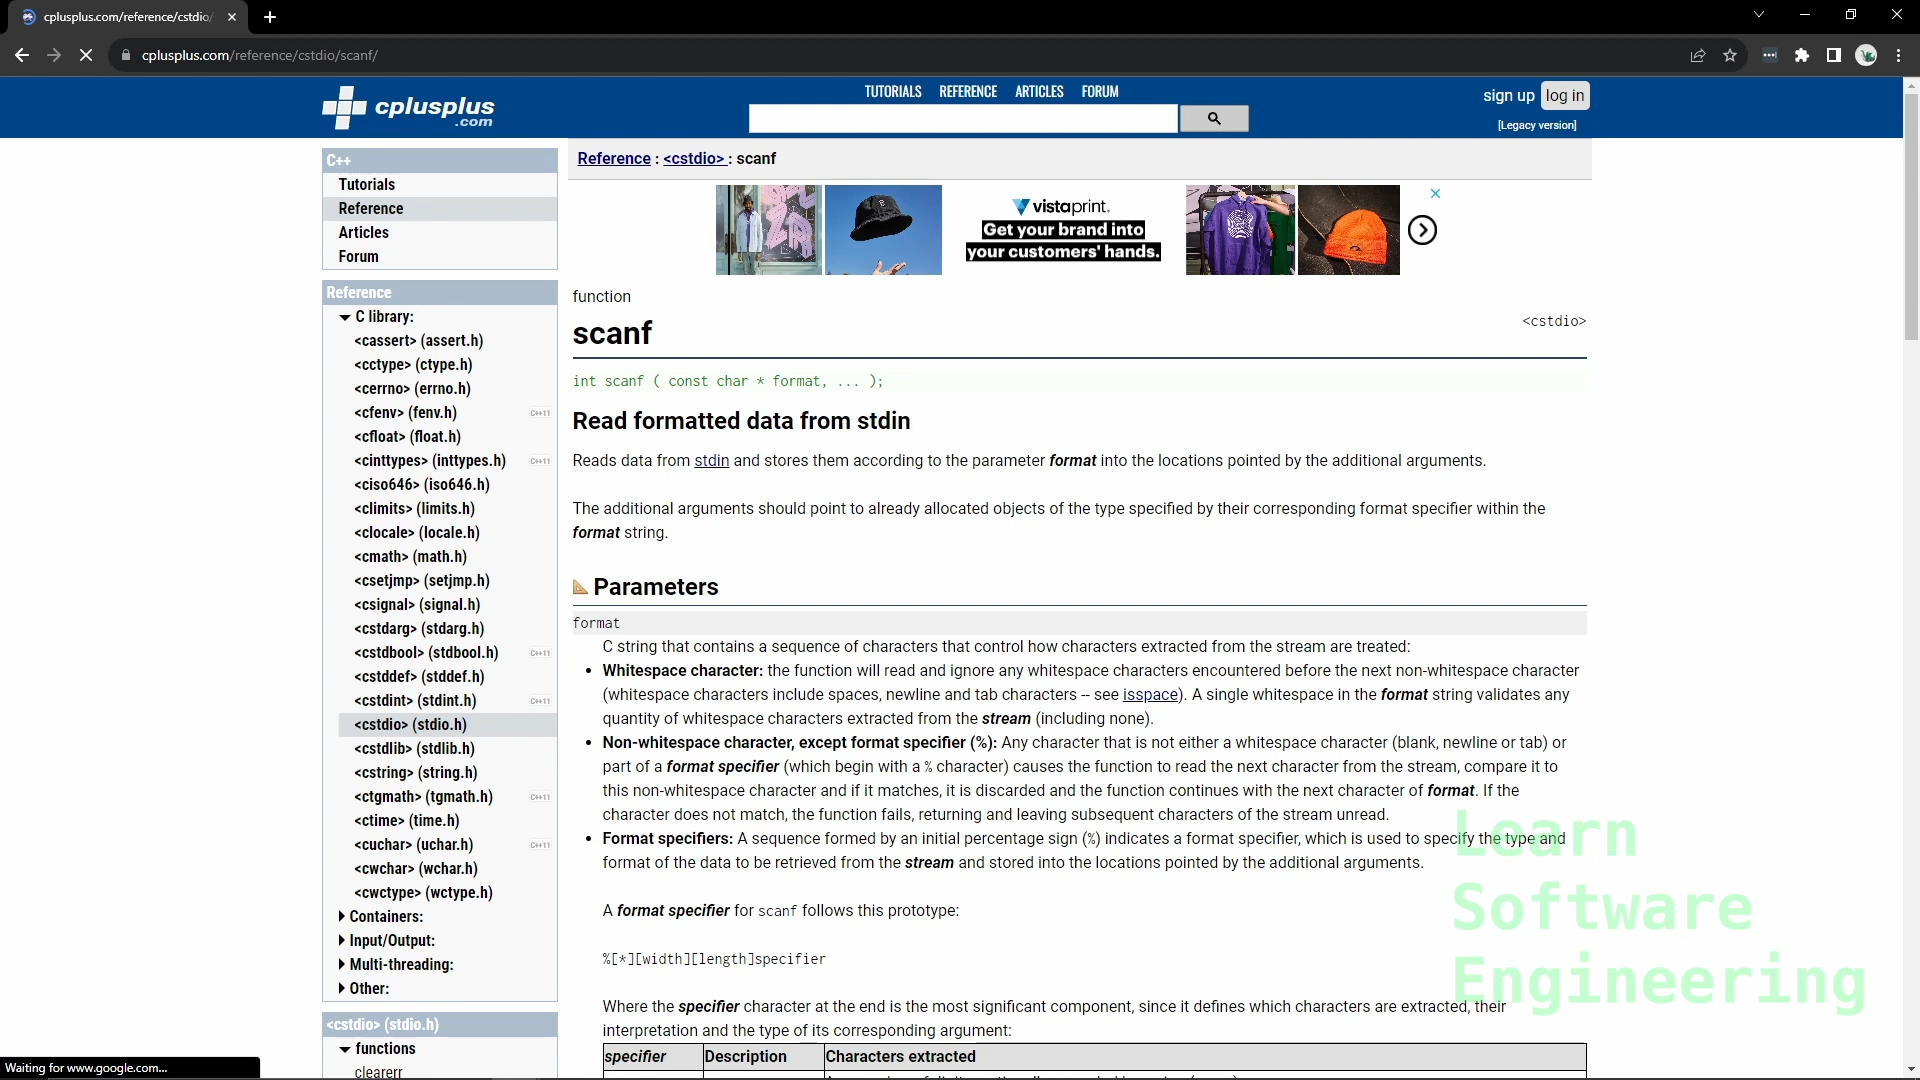 cplusplus.com/reference/cstdio/
cplusplus.com/reference/cstdio/scanf/
cplusplus
.com
TUTORIALS REFERENCE ARTICLES FORUM
sign up log in
[Legacy version]
C++
Tutorials
Reference
Articles
Forum
Reference
C library:
<cassert> (assert.h)
<cctype> (ctype.h)
<cerrno> (errno.h)
<cfenv> (fenv.h) C++11
<cfloat> (float.h)
<cinttypes> (inttypes.h) C++11
<ciso646> (iso646.h)
<climits> (limits.h)
<clocale> (locale.h)
<cmath> (math.h)
<csetjmp> (setjmp.h)
<csignal> (signal.h)
<cstdarg> (stdarg.h)
<cstdbool> (stdbool.h) C++11
<cstddef> (stddef.h)
<cstdint> (stdint.h) C++11
<cstdio> (stdio.h)
<cstdlib> (stdlib.h)
<cstring> (string.h)
<ctgmath> (tgmath.h) C++11
<ctime> (time.h)
<cuchar> (uchar.h) C++11
<cwchar> (wchar.h)
<cwctype> (wctype.h)
Containers:
Input/Output:
Multi-threading:
Other:
<cstdio> (stdio.h)
functions
clearerr
Reference : <cstdio> : scanf
vistaprint.
Get your brand into
your customers' hands.
function
scanf
<cstdio>
int scanf ( const char * format, ... );
Read formatted data from stdin
Reads data from stdin and stores them according to the parameter format into the locations pointed by the additional arguments.
The additional arguments should point to already allocated objects of the type specified by their corresponding format specifier within the
format string.
Parameters
format
C string that contains a sequence of characters that control how characters extracted from the stream are treated:
• Whitespace character: the function will read and ignore any whitespace characters encountered before the next non-whitespace character
(whitespace characters include spaces, newline and tab characters -- see isspace). A single whitespace in the format string validates any
quantity of whitespace characters extracted from the stream (including none).
• Non-whitespace character, except format specifier (%): Any character that is not either a whitespace character (blank, newline or tab) or
part of a format specifier (which begin with a % character) causes the function to read the next character from the stream, compare it to
this non-whitespace character and if it matches, it is discarded and the function continues with the next character of format. If the
character does not match, the function fails, returning and leaving subsequent characters of the stream unread.
• Format specifiers: A sequence formed by an initial percentage sign (%) indicates a format specifier, which is used to specify the type and
format of the data to be retrieved from the stream and stored into the locations pointed by the additional arguments.
A format specifier for scanf follows this prototype:
%[*][width][length]specifier
Where the specifier character at the end is the most significant component, since it defines which characters are extracted, their
interpretation and the type of its corresponding argument:
specifier Description Characters extracted
Learn
Software
Engineering
Waiting for www.google.com...